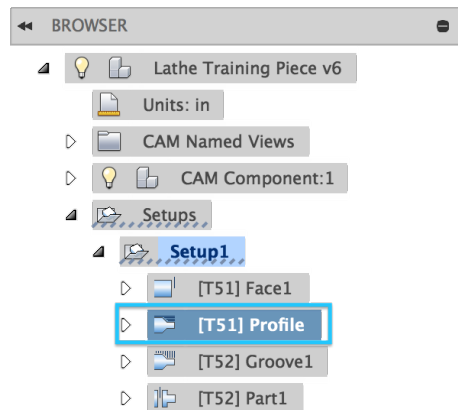 BROWSER
Lathe Training Piece v6
Units: in
CAM Named Views
CAM Component:1
Setups
Setup1
[T51] Face1
[T51] Profile
[T52] Groove1
[T52] Part1